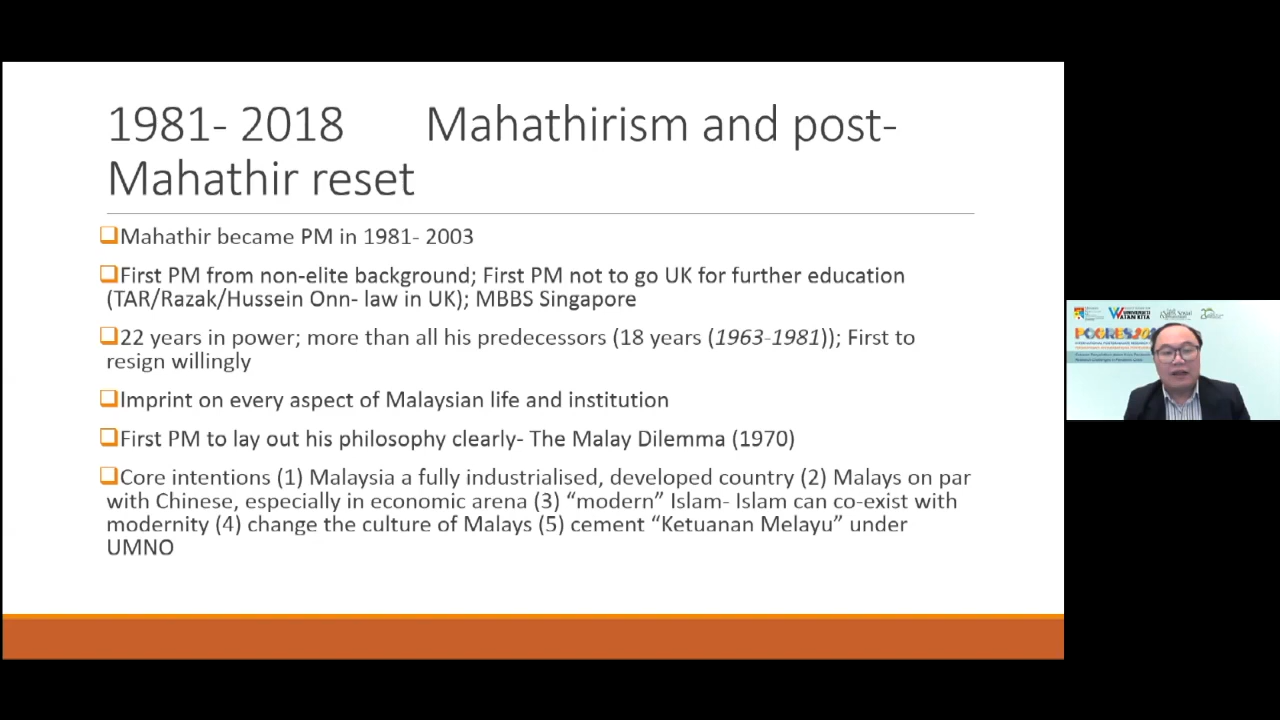 1981- 2018 Mahathirism and post-
Mahathir reset
Mahathir became PM in 1981- 2003
First PM from non-elite background; First PM not to go UK for further education
(TAR/Razak/Hussein Onn- law in UK); MBBS Singapore
22 years in power; more than all his predecessors (18 years (1963-1981)); First to
resign willingly
Imprint on every aspect of Malaysian life and institution
First PM to lay out his philosophy clearly- The Malay Dilemma (1970)
Core intentions (1) Malaysia a fully industrialised, developed country (2) Malays on par
with Chinese, especially in economic arena (3) “modern” Islam- Islam can co-exist with
modernity (4) change the culture of Malays (5) cement “Ketuanan Melayu” under
UMNO